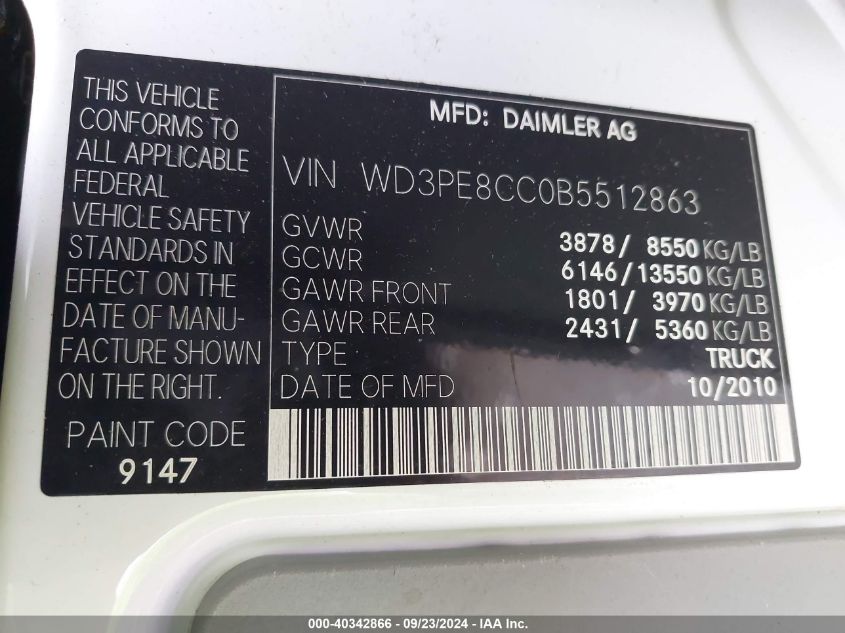 THIS VEHICLE
CONFORMS TO
ALL APPLICABLE
FEDERAL
VEHICLE SAFETY
STANDARDS IN
EFFECT ON THE
DATE OF MANU-
FACTURE SHOWN
ON THE RIGHT.
PAINT CODE
9147
MFD: DAIMLER AG
VIN WD3PE8CC0B5512863
GVWR 3878/ 8550 KG/LB
GCWR 6146/13550 KG/LB
GAWR FRONT 1801/ 3970 KG/LB
GAWR REAR 2431/ 5360 KG/LB
TYPE TRUCK
DATE OF MFD 10/2010
000-40342866 - 09/23/2024 - IAA Inc.